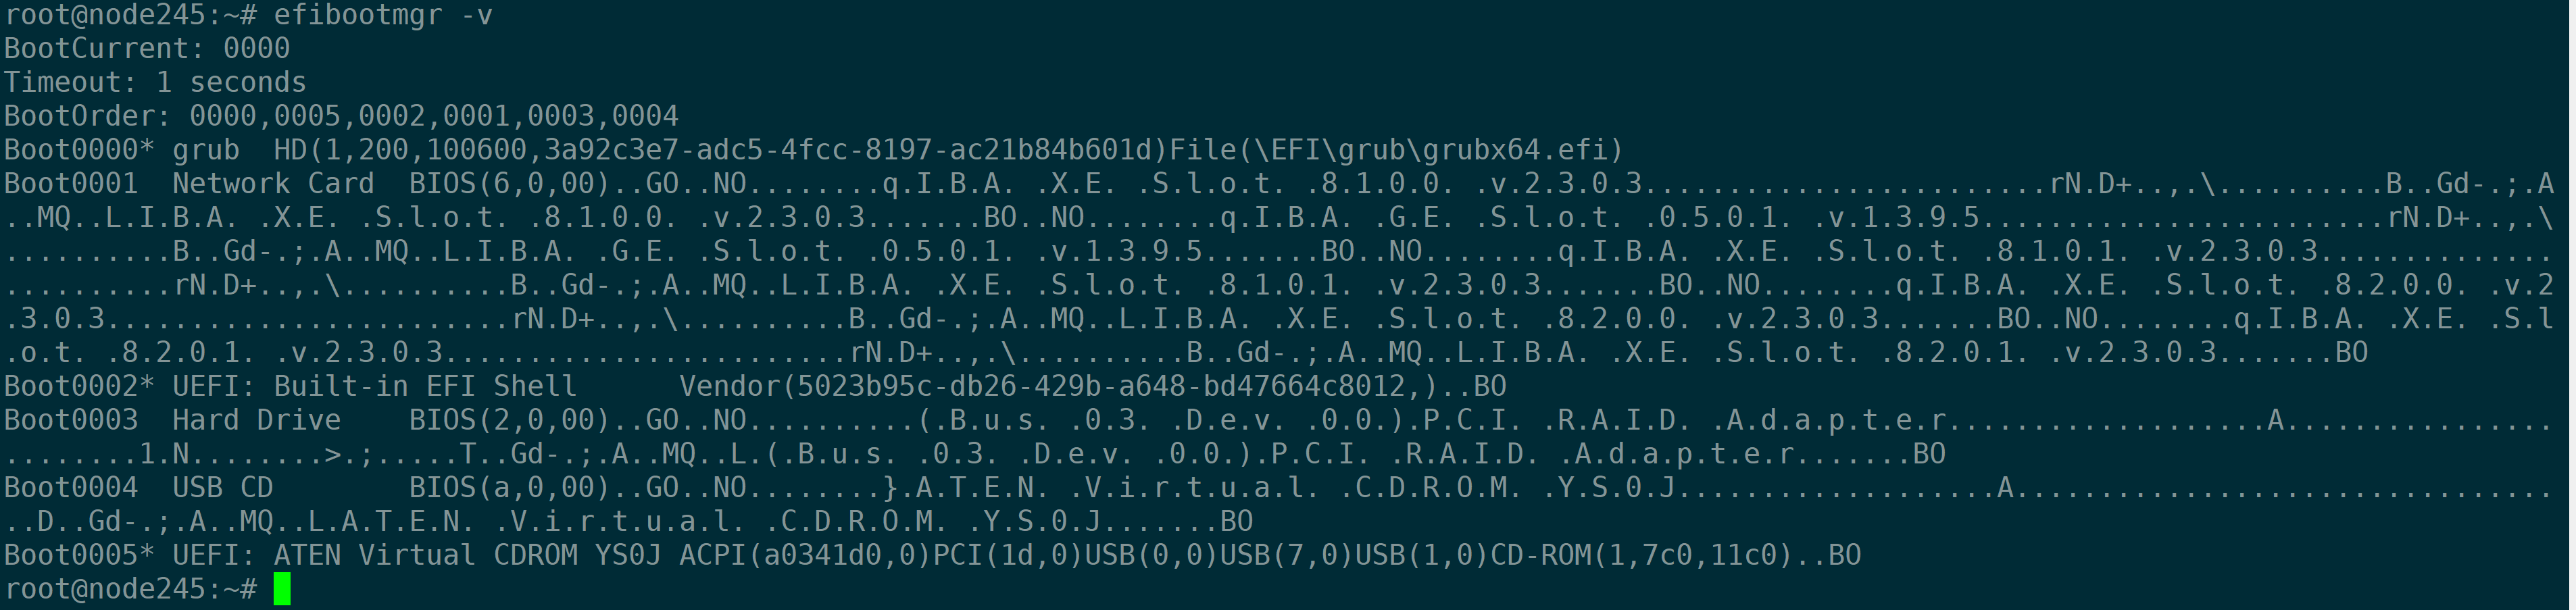 root@node245:~# efibootmgr -v
BootCurrent: 0000
Timeout: 1 seconds
BootOrder: 0000,0005,0002,0001,0003,0004
Boot0000* grub  HD(1,200,100600,3a92c3e7-adc5-4fcc-8197-ac21b84b601d)File(\EFI\grub\grubx64.efi)
Boot0001  Network Card  BIOS(6,0,00)..GO..NO........q.I.B.A. .X.E. .S.l.o.t. .8.1.0.0. .v.2.3.0.3........................rN.D+..,.\..........B..Gd-.;.A
..MQ..L.I.B.A. .X.E. .S.l.o.t. .8.1.0.0. .v.2.3.0.3.......BO..NO........q.I.B.A. .G.E. .S.l.o.t. .0.5.0.1. .v.1.3.9.5........................rN.D+..,.\
..........B..Gd-.;.A..MQ..L.I.B.A. .G.E. .S.l.o.t. .0.5.0.1. .v.1.3.9.5.......BO..NO........q.I.B.A. .X.E. .S.l.o.t. .8.1.0.1. .v.2.3.0.3..............
..........rN.D+..,.\..........B..Gd-.;.A..MQ..L.I.B.A. .X.E. .S.l.o.t. .8.1.0.1. .v.2.3.0.3.......BO..NO........q.I.B.A. .X.E. .S.l.o.t. .8.2.0.0. .v.2
.3.0.3........................rN.D+..,.\..........B..Gd-.;.A..MQ..L.I.B.A. .X.E. .S.l.o.t. .8.2.0.0. .v.2.3.0.3.......BO..NO........q.I.B.A. .X.E. .S.l
.o.t. .8.2.0.1. .v.2.3.0.3........................rN.D+..,.\..........B..Gd-.;.A..MQ..L.I.B.A. .X.E. .S.l.o.t. .8.2.0.1. .v.2.3.0.3.......BO
Boot0002* UEFI: Built-in EFI Shell      Vendor(5023b95c-db26-429b-a648-bd47664c8012,)..BO
Boot0003  Hard Drive    BIOS(2,0,00)..GO..NO..........(.B.u.s. .0.3. .D.e.v. .0.0.).P.C.I. .R.A.I.D. .A.d.a.p.t.e.r...................A................
........1.N........>.;.....T..Gd-.;.A..MQ..L.(.B.u.s. .0.3. .D.e.v. .0.0.).P.C.I. .R.A.I.D. .A.d.a.p.t.e.r.......BO
Boot0004  USB CD        BIOS(a,0,00)..GO..NO........}.A.T.E.N. .V.i.r.t.u.a.l. .C.D.R.O.M. .Y.S.0.J...................A................................
..D..Gd-.;.A..MQ..L.A.T.E.N. .V.i.r.t.u.a.l. .C.D.R.O.M. .Y.S.0.J.......BO
Boot0005* UEFI: ATEN Virtual CDROM YS0J ACPI(a0341d0,0)PCI(1d,0)USB(0,0)USB(7,0)USB(1,0)CD-ROM(1,7c0,11c0)..BO
root@node245:~#